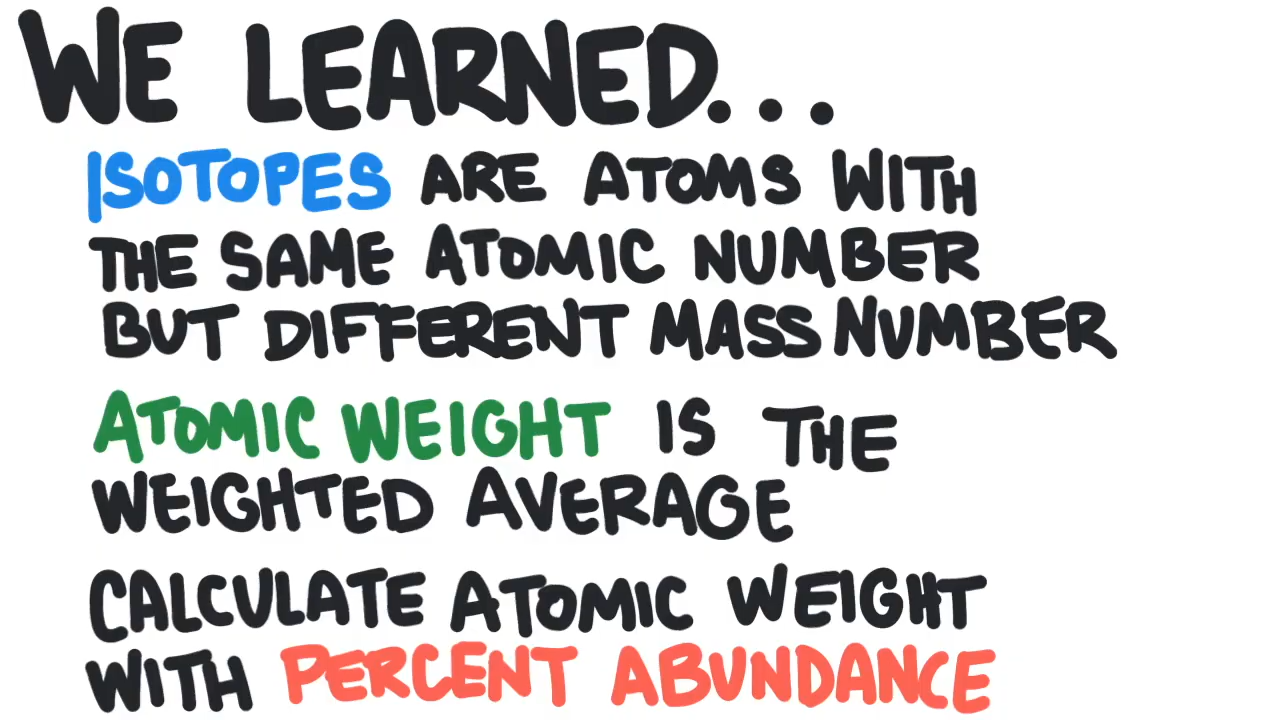 WE LEARNED...
ISOTOPES ARE ATOMS WITH
THE SAME ATOMIC NUMBER
BUT DIFFERENT MASS NUMBER
ATOMIC WEIGHT IS THE
WEIGHTED AVERAGE
CALCULATE ATOMIC WEIGHT
WITH PERCENT ABUNDANCE